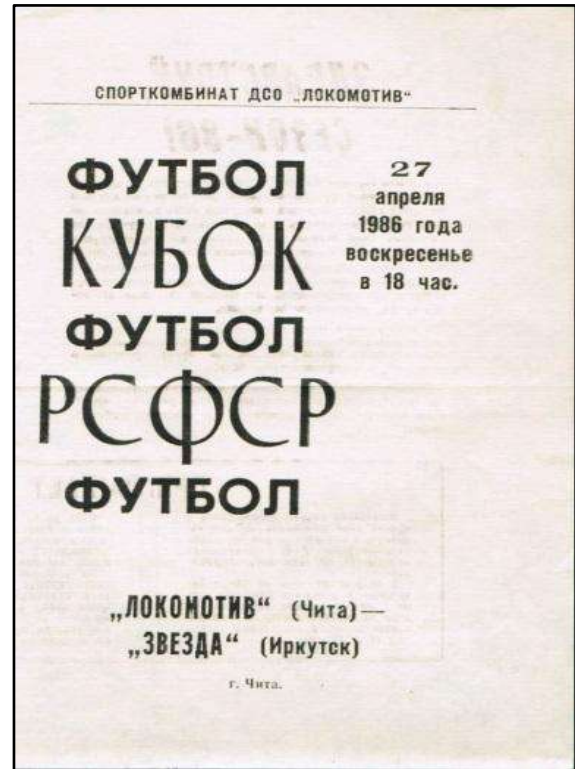 СПОРТКОМБИНАТ ДСО „ЛОКОМОТИВ“
ФУТБОЛ
КУБОК
ФУТБОЛ
РСФСР
ФУТБОЛ
27
апреля
1986 года
воскресенье
в 18 час.
„ЛОКОМОТИВ“ (Чита) —
„ЗВЕЗДА“ (Иркутск)
г. Чита.